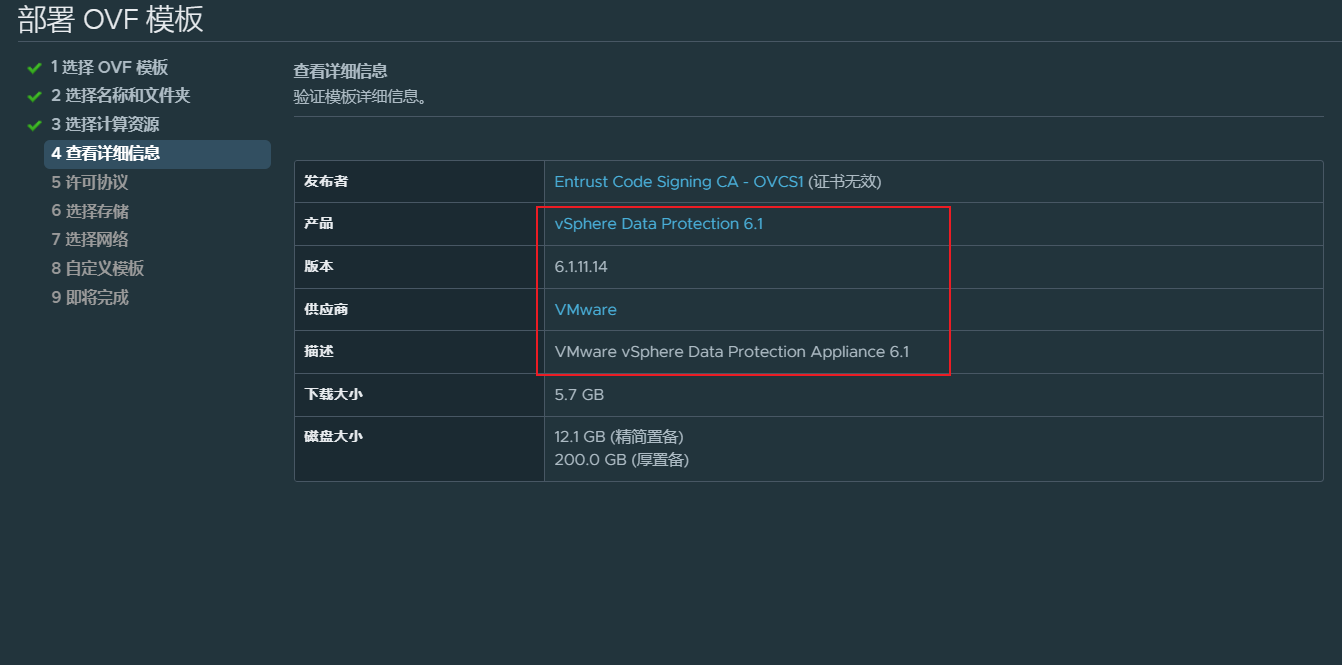 部署 OVF 模板
1 选择 OVF 模板
2 选择名称和文件夹
3 选择计算资源
4 查看详细信息
5 许可协议
6 选择存储
7 选择网络
8 自定义模板
9 即将完成
查看详细信息
验证模板详细信息。
发布者 Entrust Code Signing CA - OVCS1 (证书无效)
产品 vSphere Data Protection 6.1
版本 6.1.11.14
供应商 VMware
描述 VMware vSphere Data Protection Appliance 6.1
下载大小 5.7 GB
磁盘大小 12.1 GB (精简置备)
200.0 GB (厚置备)